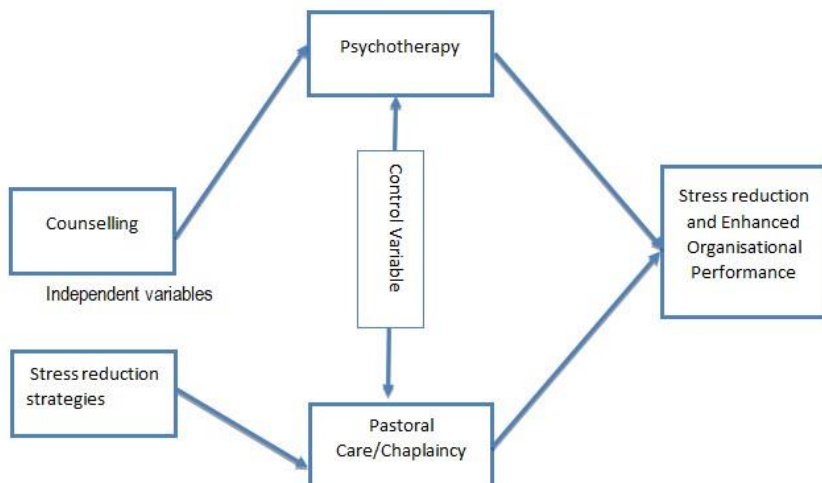 Psychotherapy
Control Variable
Counselling
Independent variables
Stress reduction
and Enhanced
Organisational
Performance
Stress reduction
strategies
Pastoral
Care/Chaplaincy